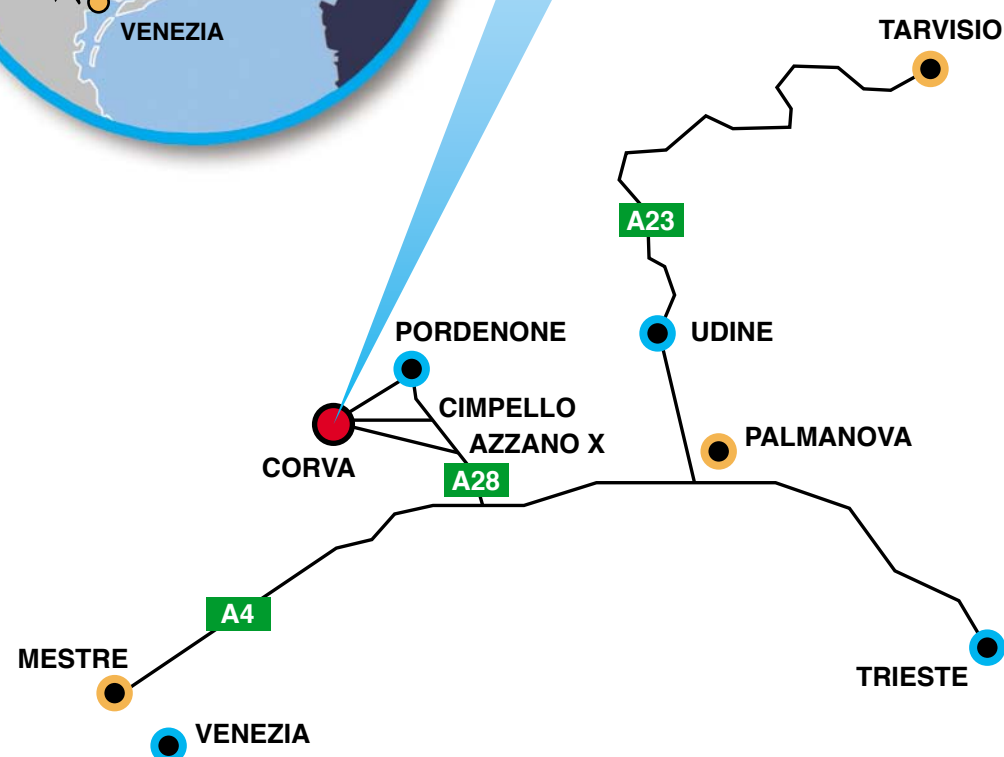 VENEZIA
TARVISIO
A23
PORDENONE
UDINE
CIMPELLO
PALMANOVA
AZZANO X
CORVA
A28
A4
MESTRE
TRIESTE
VENEZIA